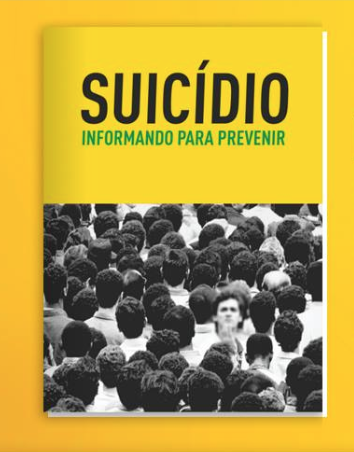 SUICÍDIO
INFORMANDO PARA PREVENIR